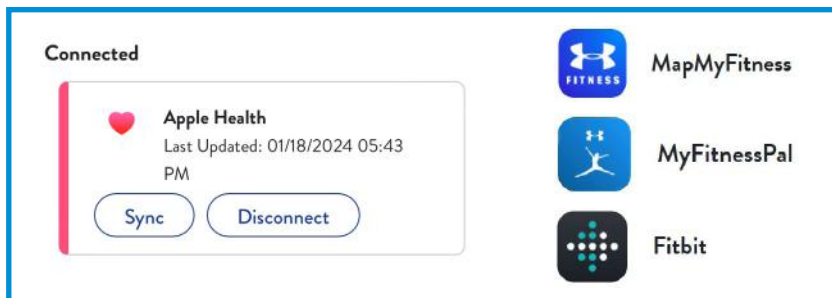 Connected
Apple Health
Last Updated: 01/18/2024 05:43
PM
Sync
Disconnect
FITNESS
MapMyFitness
MyFitnessPal
Fitbit